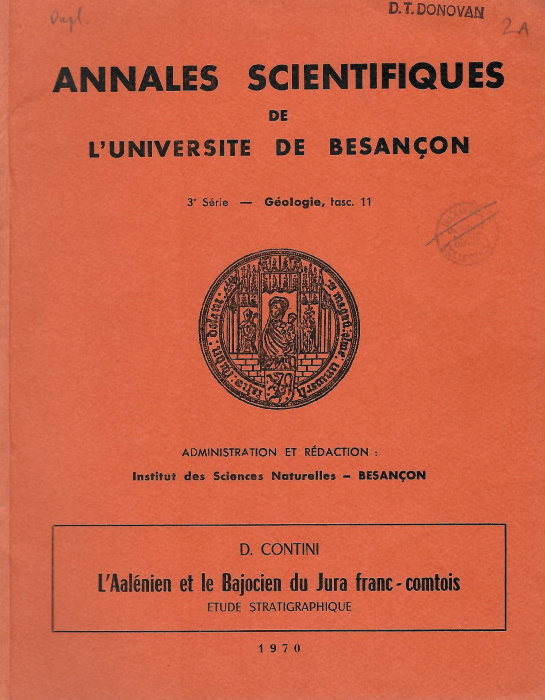 Dupl.
D.T. DONOVAN
2A
ANNALES SCIENTIFIQUES
DE
L'UNIVERSITE DE BESANÇON
3e Série — Géologie, fasc. 11
ADMINISTRATION ET RÉDACTION :
Institut des Sciences Naturelles – BESANÇON
D. CONTINI
L'Aalénien et le Bajocien du Jura franc-comtois
ETUDE STRATIGRAPHIQUE
1970